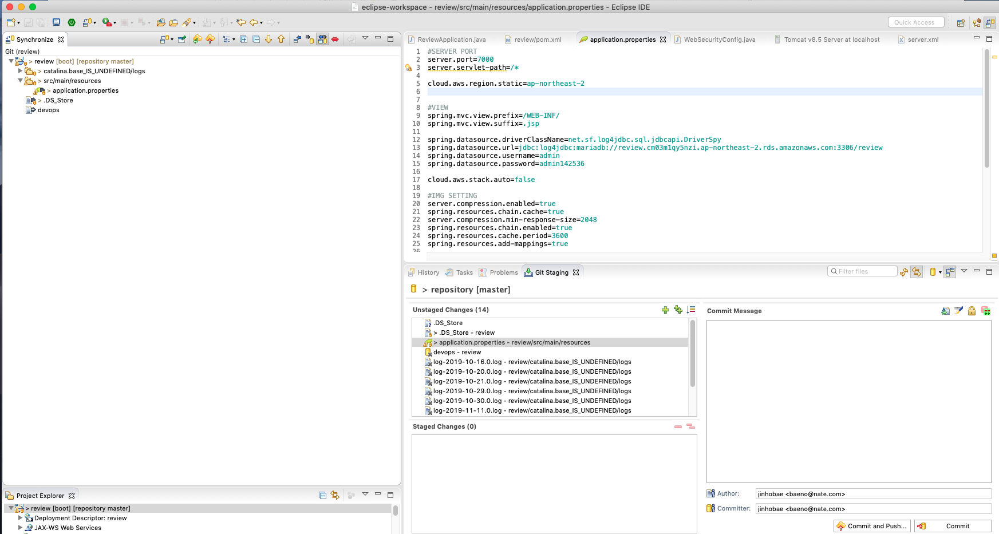 eclipse-workspace - review/src/main/resources/application.properties - Eclipse IDE
Quick Access
Synchronize
Git (review)
> review [boot] [repository master]
> catalina.base_IS_UNDEFINED/logs
> src/main/resources
> application.properties
> .DS_Store
devops
ReviewApplication.java
review/pom.xml
application.properties
WebSecurityConfig.java
Tomcat v8.5 Server at localhost
server.xml
1 #SERVER PORT
2 server.port=7000
3 server.servlet-path=/*
4
5 cloud.aws.region.static=ap-northeast-2
6
7
8 #VIEW
9 spring.mvc.view.prefix=/WEB-INF/
10 spring.mvc.view.suffix=.jsp
11
12 spring.datasource.driverClassName=net.sf.log4jdbc.sql.jdbcapi.DriverSpy
13 spring.datasource.url=jdbc:log4jdbc:mariadb://review.cm03m1qy5nzi.ap-northeast-2.rds.amazonaws.com:3306/review
14 spring.datasource.username=admin
15 spring.datasource.password=admin142536
16
17 cloud.aws.stack.auto=false
18
19 #IMG SETTING
20 server.compression.enabled=true
21 spring.resources.chain.cache=true
22 server.compression.min-response-size=2048
23 spring.resources.chain.enabled=true
24 spring.resources.cache.period=3600
25 spring.resources.add-mappings=true
26
History
Tasks
Problems
Git Staging
Filter files
> repository [master]
Unstaged Changes (14)
.DS_Store
> .DS_Store - review
> application.properties - review/src/main/resources
devops - review
log-2019-10-16.0.log - review/catalina.base_IS_UNDEFINED/logs
log-2019-10-20.0.log - review/catalina.base_IS_UNDEFINED/logs
log-2019-10-21.0.log - review/catalina.base_IS_UNDEFINED/logs
log-2019-10-29.0.log - review/catalina.base_IS_UNDEFINED/logs
log-2019-10-30.0.log - review/catalina.base_IS_UNDEFINED/logs
log-2019-11-11.0.log - review/catalina.base_IS_UNDEFINED/logs
Staged Changes (0)
Commit Message
Author: jinhobae <baeno@nate.com>
Committer: jinhobae <baeno@nate.com>
Commit and Push...
Commit
Project Explorer
> review [boot] [repository master]
Deployment Descriptor: review
JAX-WS Web Services